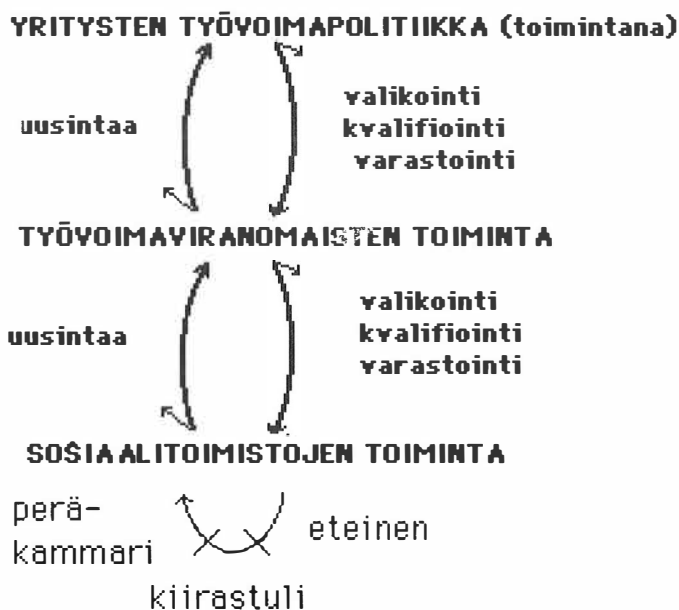 YRITYSTEN TYÖVOIMAPOLITIIKKA (toimintana)
valikointi
uusintaa kvalifiointi
varastointi
TYÖVOIMAVIRANOMAISTEN TOIMINTA
valikointi
uusintaa kvalifiointi
varastointi
SOSIAALITOIMISTOJEN TOIMINTA
perä-
kammari
eteinen
kiirastuli